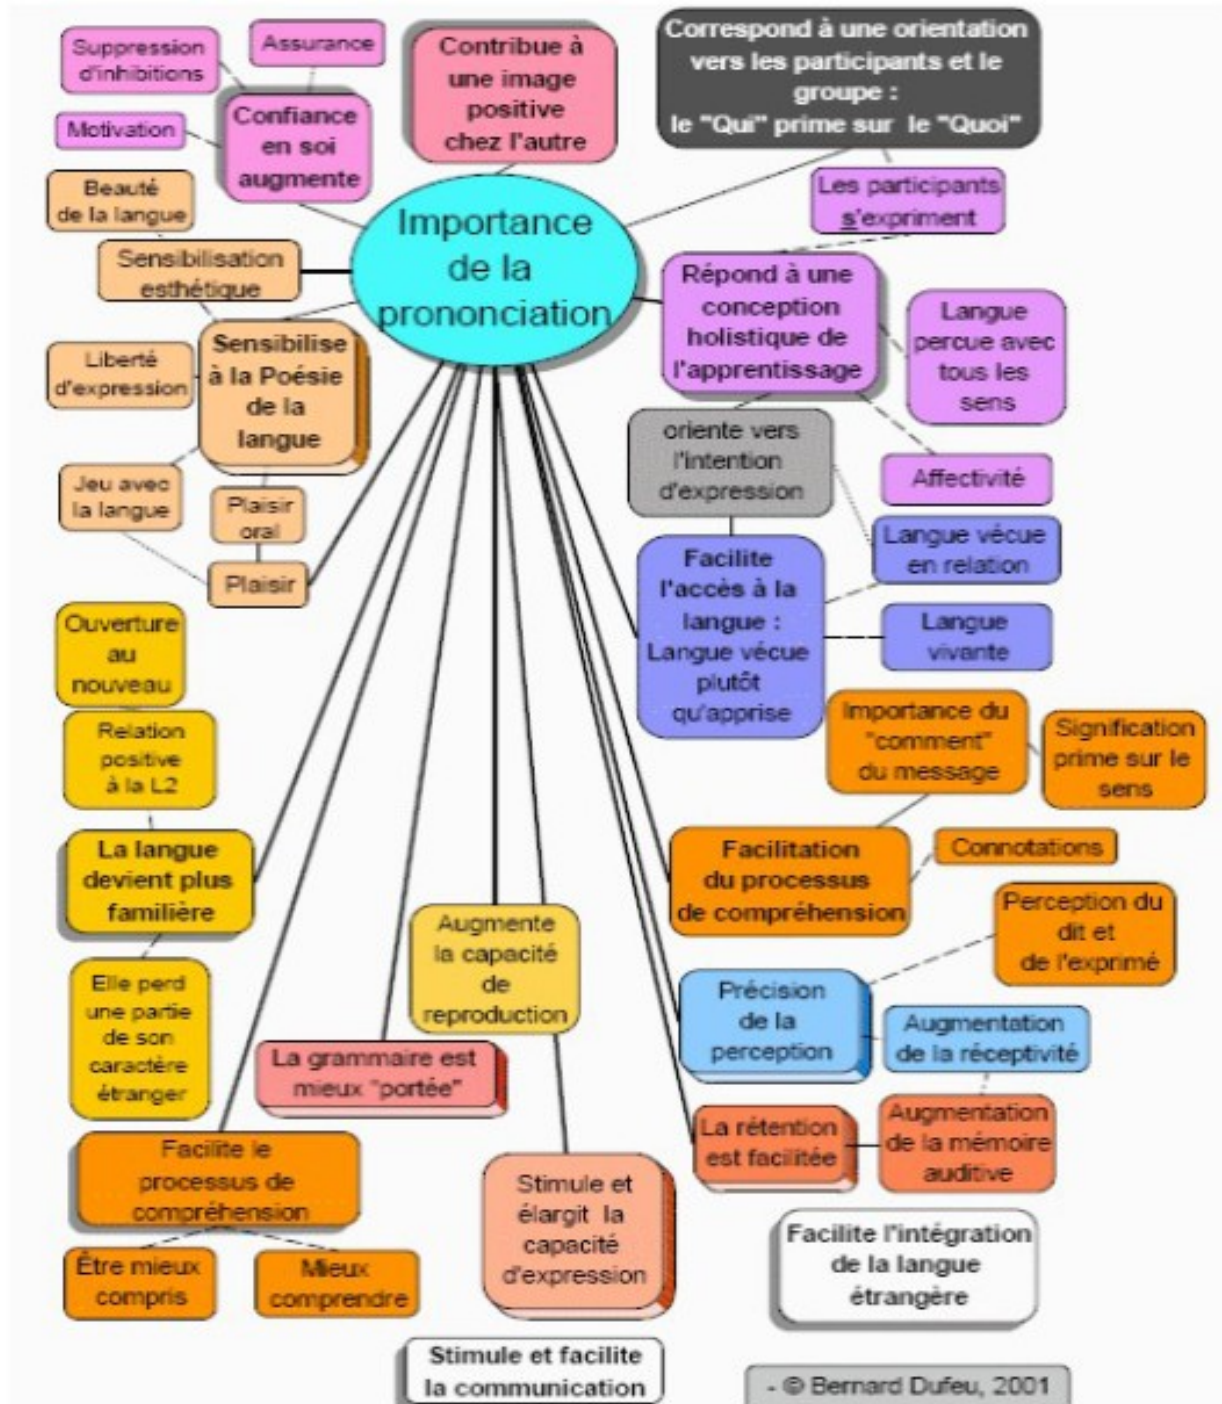 Suppression
d'inhibitions
Assurance
Motivation
Confiance
en soi
augmente
Contribue à
une image
positive
chez l'autre
Correspond à une orientation
vers les participants et le
groupe :
le "Qui" prime sur le "Quoi"
Les participants
s'expriment
Importance
de la
prononciation
Beauté
de la langue
Sensibilisation
esthétique
Sensibilise
à la Poésie
de la
langue
Liberté
d'expression
Jeu avec
la langue
Plaisir
oral
Plaisir
Répond à une
conception
holistique de
l'apprentissage
Langue
percue avec
tous les
sens
Affectivité
oriente vers
l'intention
d'expression
Facilite
l'accès à la
langue :
Langue vécue
plutôt
qu'apprise
Langue vécue
en relation
Langue
vivante
Ouverture
au
nouveau
Relation
positive
à la L2
La langue
devient plus
familière
Elle perd
une partie
de son
caractère
étranger
Importance du
"comment"
du message
Signification
prime sur le
sens
Facilitation
du processus
de compréhension
Connotations
Perception du
dit et
de l'exprimé
Précision
de la
perception
Augmentation
de la réceptivité
La rétention
est facilitée
Augmentation
de la mémoire
auditive
Augmente
la capacité
de
reproduction
La grammaire est
mieux "portée"
Facilite le
processus de
compréhension
Être mieux
compris
Mieux
comprendre
Stimule et
élargit la
capacité
d'expression
Facilite l'intégration
de la langue
étrangère
Stimule et facilite
la communication
- © Bernard Dufeu, 2001